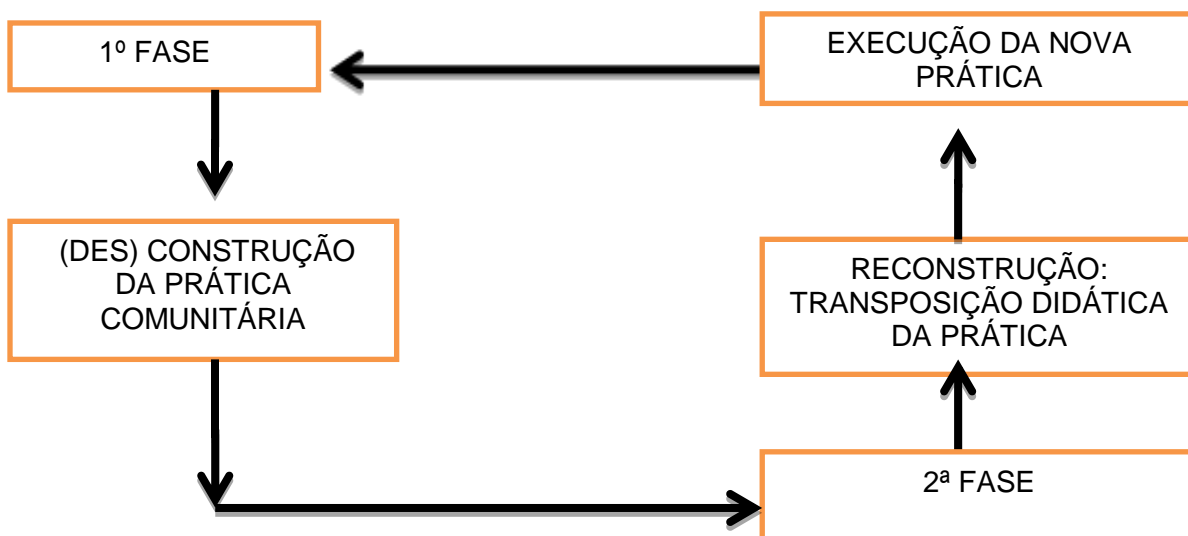 1º FASE
EXECUÇÃO DA NOVA
PRÁTICA
(DES) CONSTRUÇÃO
DA PRÁTICA
COMUNITÁRIA
RECONSTRUÇÃO:
TRANSPOSIÇÃO DIDÁTICA
DA PRÁTICA
2ª FASE